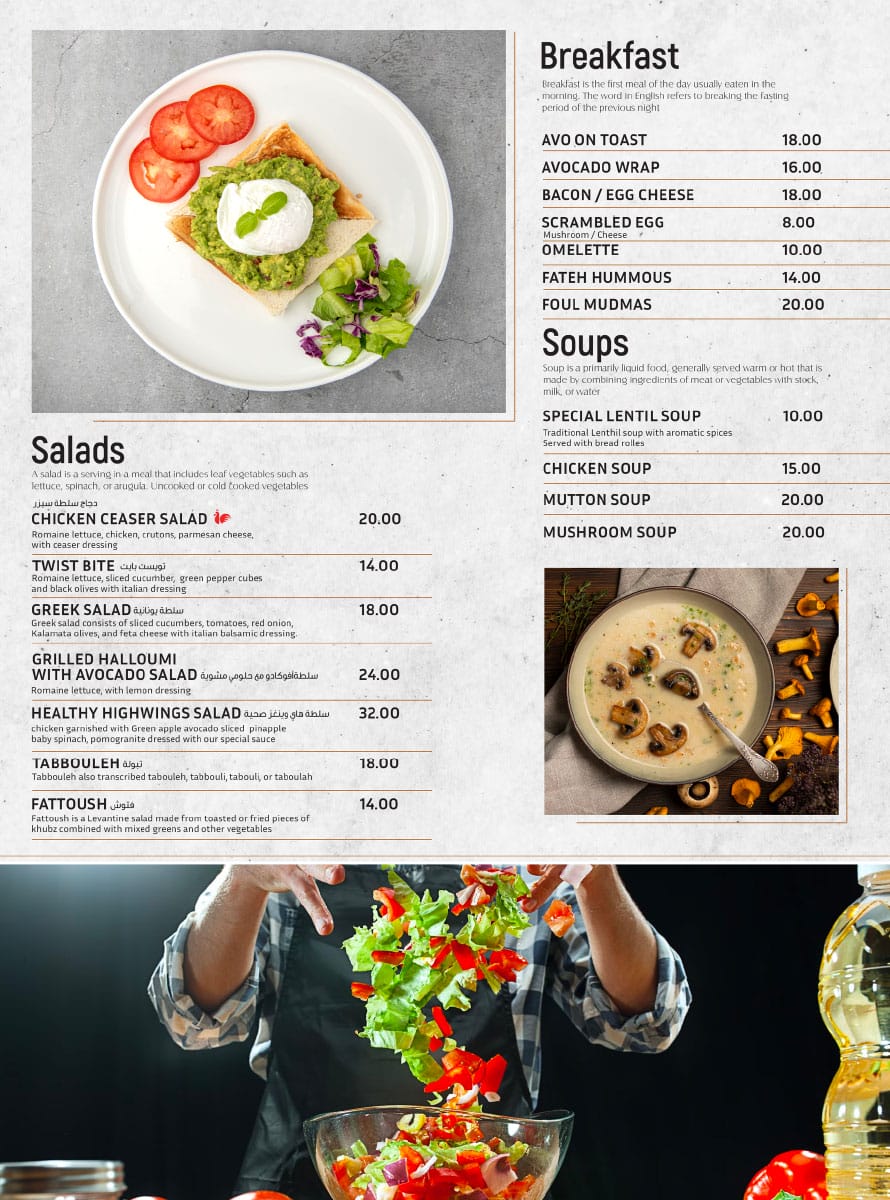 Breakfast
Breakfast is the first meal of the day usually eaten in the
morning. The word in English refers to breaking the fasting
period of the previous night
AVO ON TOAST 18.00
AVOCADO WRAP 16.00
BACON / EGG CHEESE 18.00
SCRAMBLED EGG 8.00
Mushroom / Cheese
OMELETTE 10.00
FATEH HUMMOUS 14.00
FOUL MUDMAS 20.00
Soups
Soup is a primarily liquid food, generally served warm or hot that is
made by combining ingredients of meat or vegetables with stock,
milk, or water
SPECIAL LENTIL SOUP 10.00
Traditional Lenthil soup with aromatic spices
Served with bread rolles
CHICKEN SOUP 15.00
MUTTON SOUP 20.00
MUSHROOM SOUP 20.00
Salads
A salad is a serving in a meal that includes leaf vegetables such as
lettuce, spinach, or arugula. Uncooked or cold cooked vegetables
دجاج سلطة سيزر
CHICKEN CEASER SALAD 20.00
Romaine lettuce, chicken, crutons, parmesan cheese,
with ceaser dressing
TWIST BITE تويست بايت 14.00
Romaine lettuce, sliced cucumber, green pepper cubes
and black olives with italian dressing
GREEK SALAD سلطة يونانية 18.00
Greek salad consists of sliced cucumbers, tomatoes, red onion,
Kalamata olives, and feta cheese with italian balsamic dressing.
GRILLED HALLOUMI
WITH AVOCADO SALAD سلطةأفوكادو مع حلومي مشوية 24.00
Romaine lettuce, with lemon dressing
HEALTHY HIGHWINGS SALAD سلطة هاي وينغز صحية 32.00
chicken garnished with Green apple avocado sliced pinapple
baby spinach, pomogranite dressed with our special sauce
TABBOULEH تبولة 18.00
Tabbouleh also transcribed tabouleh, tabbouli, tabouli, or taboulah
FATTOUSH فتوش 14.00
Fattoush is a Levantine salad made from toasted or fried pieces of
khubz combined with mixed greens and other vegetables